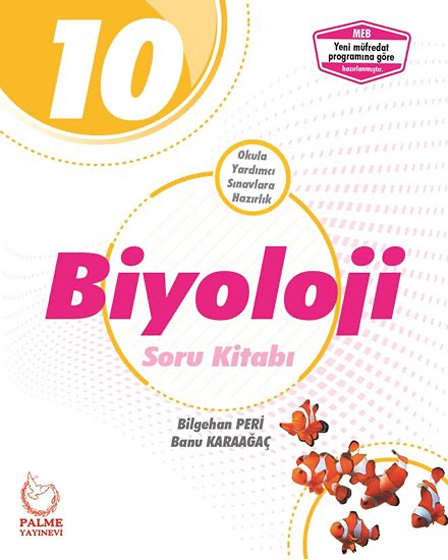 10
MEB
Yeni müfredat
programına göre
hazırlanmıştır.
Okula
Yardımcı
Sınavlara
Hazırlık
Biyoloji
Soru Kitabı
Bilgehan PERİ
Banu KARAAĞAÇ
PALME
YAYINEVİ